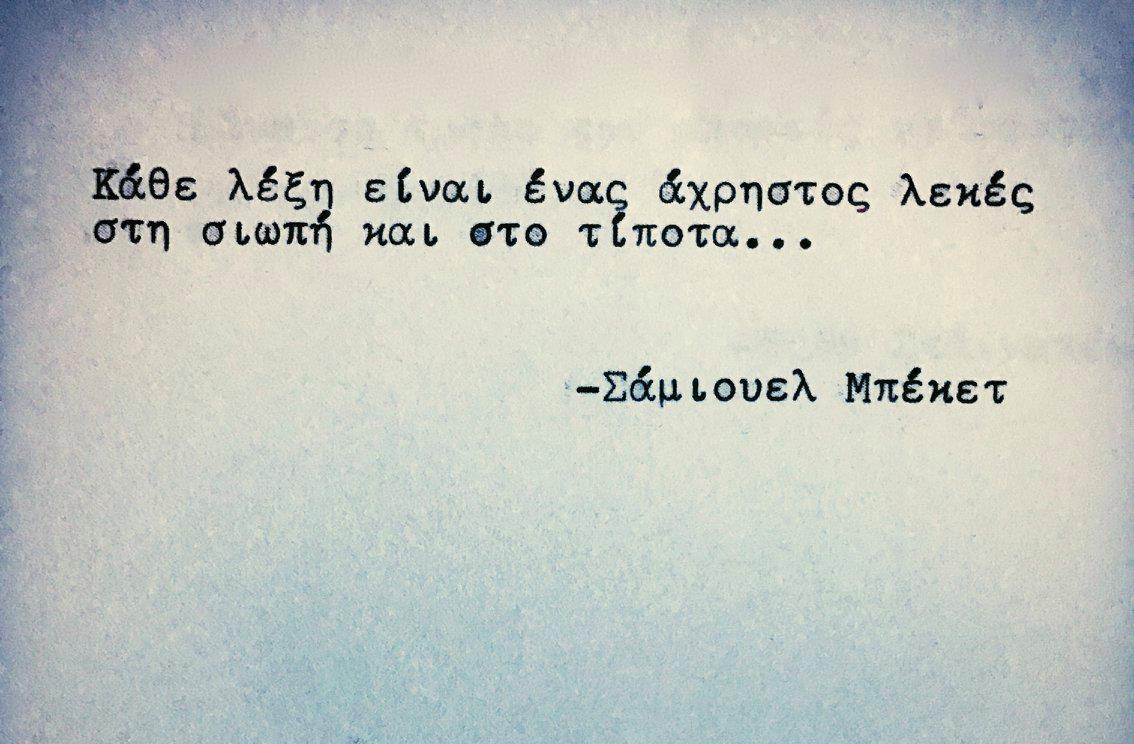 Κάθε λέξη είναι ένας άχρηστος λεκές
στη σιωπή και στο τίποτα...
-Σάμιουελ Μπέκετ